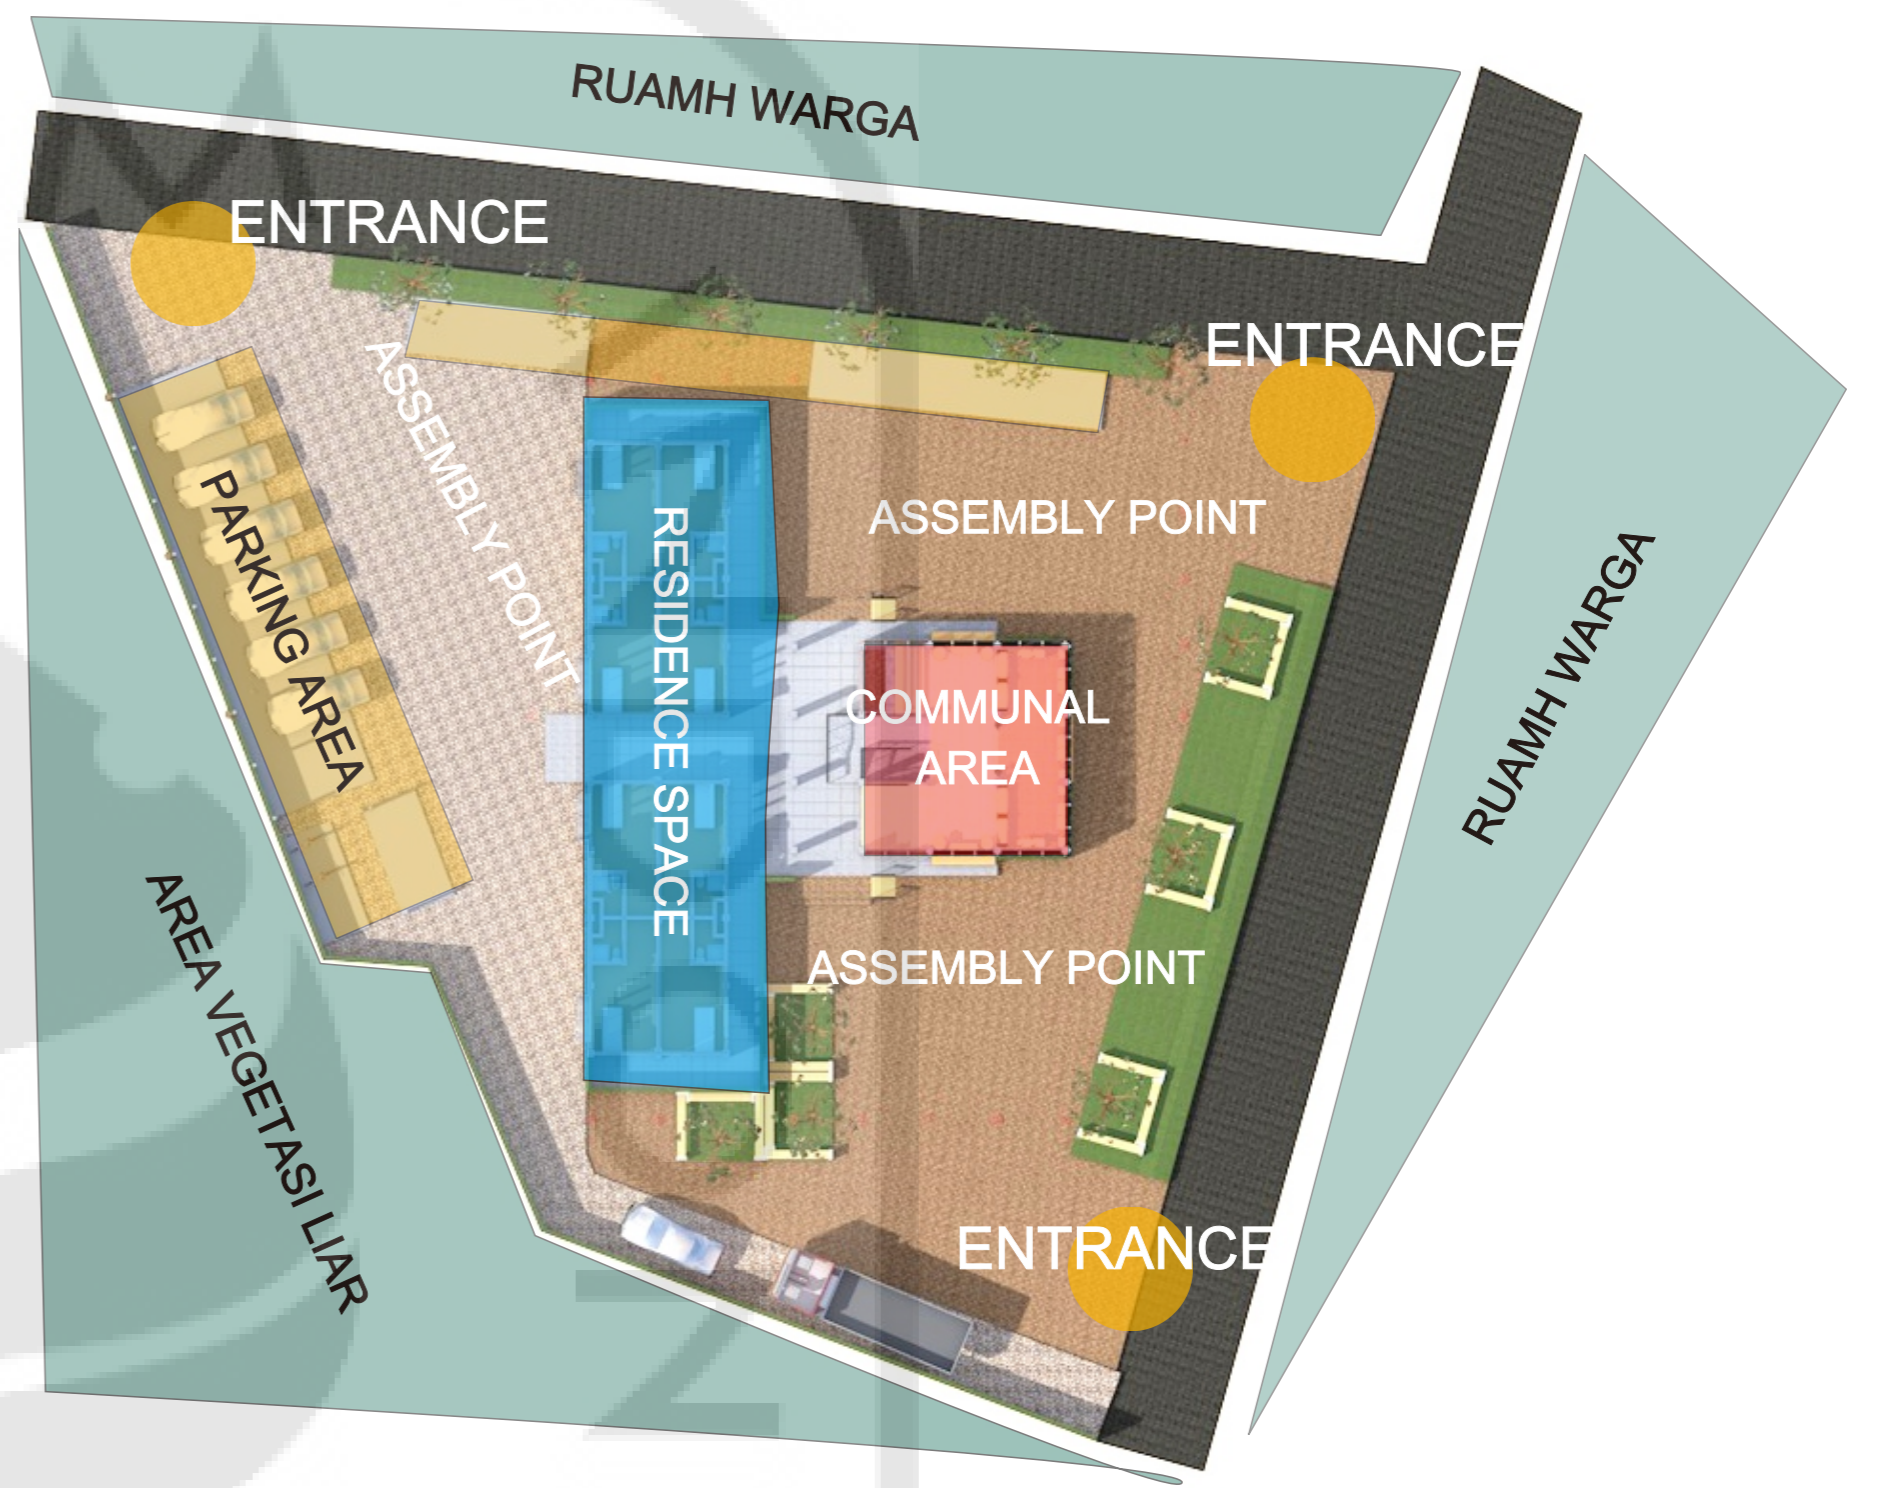 RUAMH WARGA
ENTRANCE
ENTRANCE
ASSEMBLY POINT
ASSEMBLY POINT
PARKING AREA
RESIDENCE SPACE
COMMUNAL
AREA
RUAMH WARGA
ASSEMBLY POINT
AREA VEGETASI LIAR
ENTRANCE